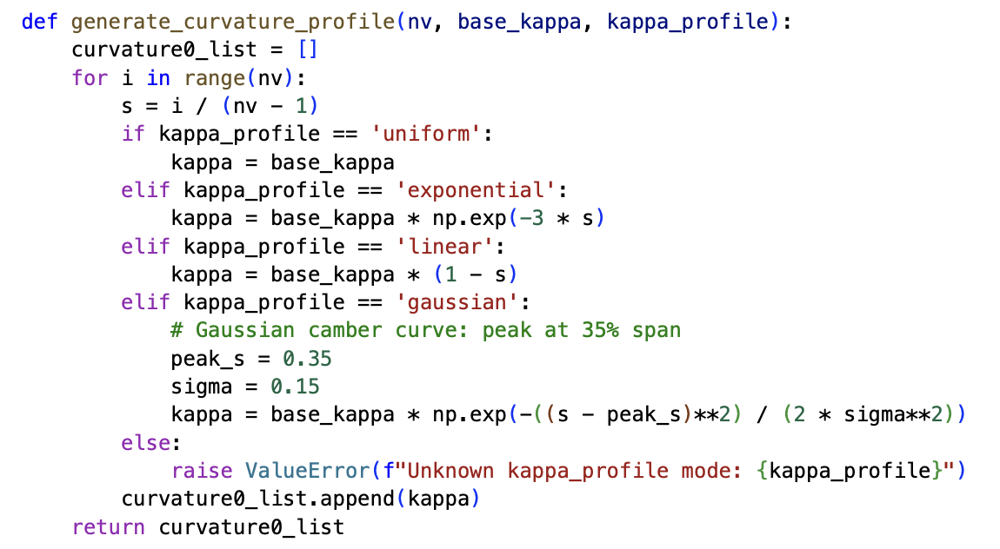 def generate_curvature_profile(nv, base_kappa, kappa_profile):
    curvature0_list = []
    for i in range(nv):
        s = i / (nv - 1)
        if kappa_profile == 'uniform':
            kappa = base_kappa
        elif kappa_profile == 'exponential':
            kappa = base_kappa * np.exp(-3 * s)
        elif kappa_profile == 'linear':
            kappa = base_kappa * (1 - s)
        elif kappa_profile == 'gaussian':
            # Gaussian camber curve: peak at 35% span
            peak_s = 0.35
            sigma = 0.15
            kappa = base_kappa * np.exp(-((s - peak_s)**2) / (2 * sigma**2))
        else:
            raise ValueError(f"Unknown kappa_profile mode: {kappa_profile}")
        curvature0_list.append(kappa)
    return curvature0_list